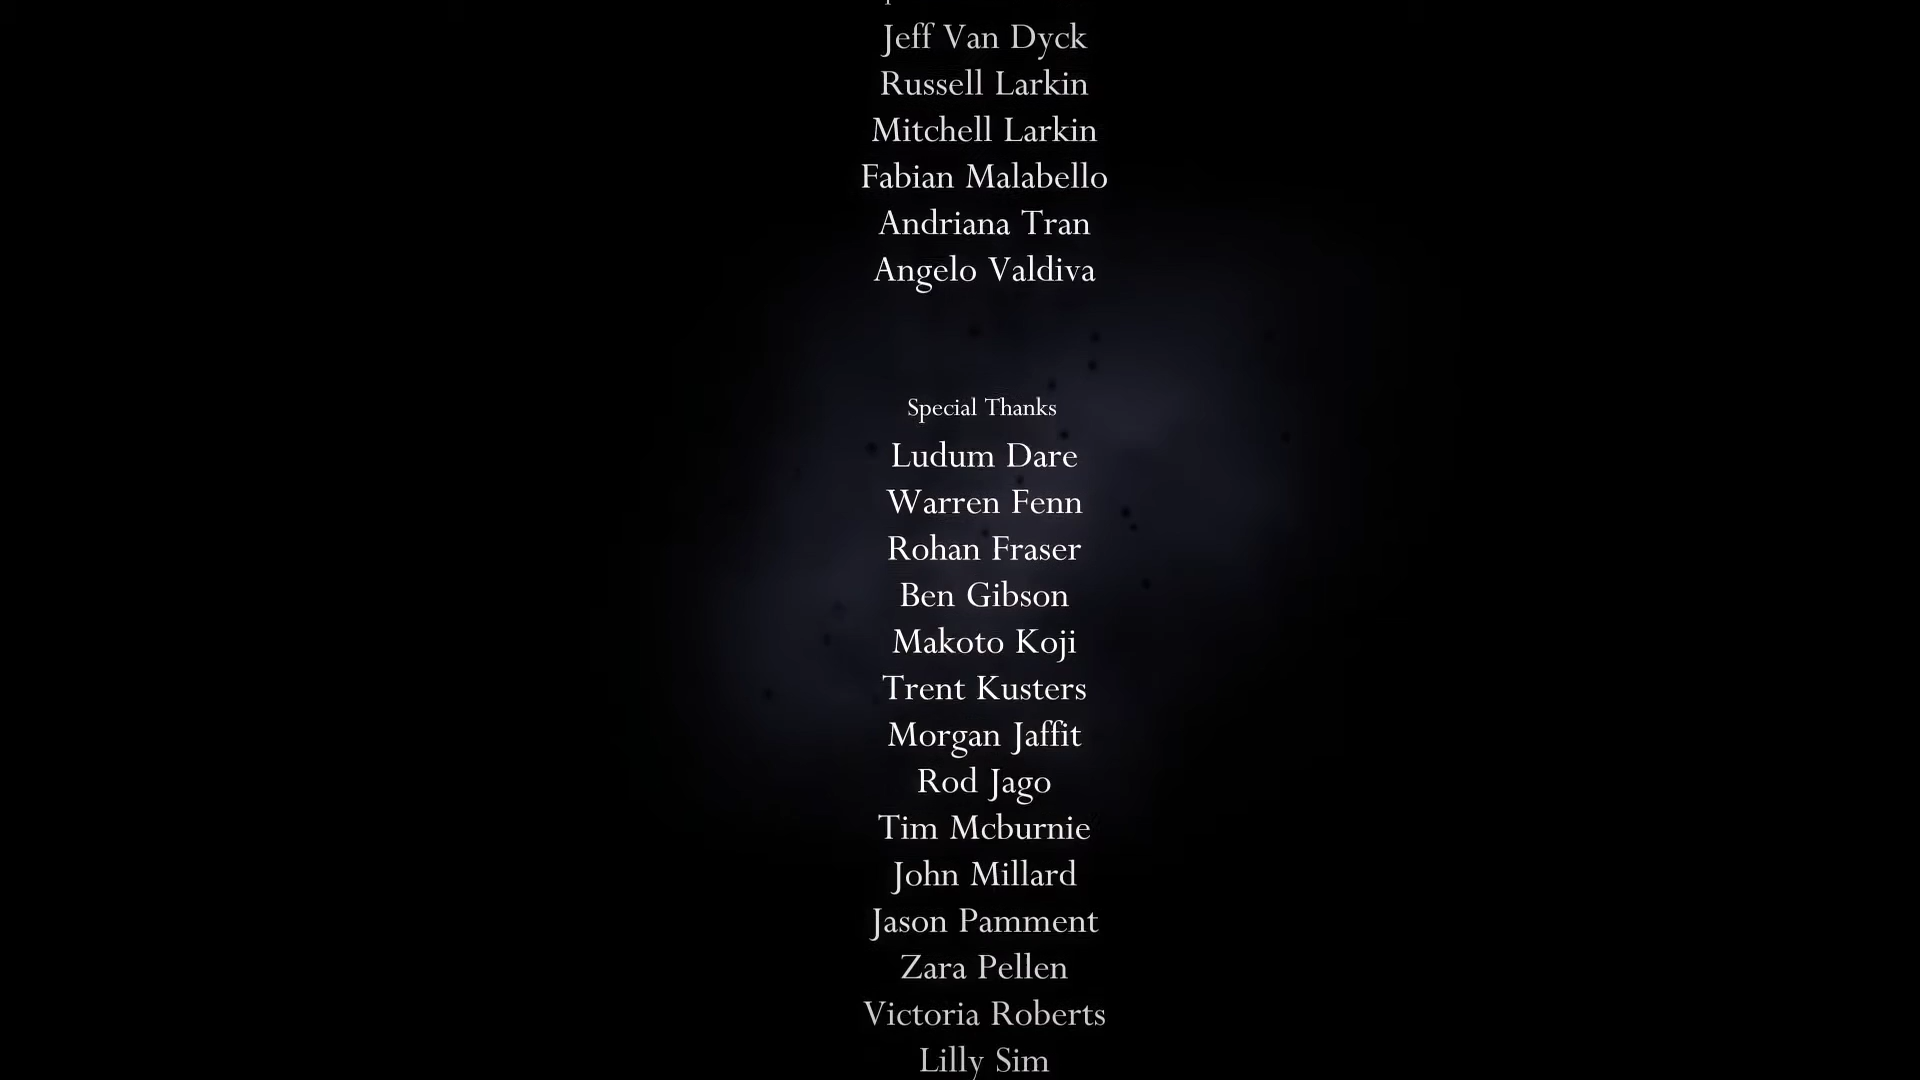 Jeff Van Dyck
Russell Larkin
Mitchell Larkin
Fabian Malabello
Andriana Tran
Angelo Valdiva
Special Thanks
Ludum Dare
Warren Fenn
Rohan Fraser
Ben Gibson
Makoto Koji
Trent Kusters
Morgan Jaffit
Rod Jago
Tim Mcburnie
John Millard
Jason Pamment
Zara Pellen
Victoria Roberts
Lilly Sim